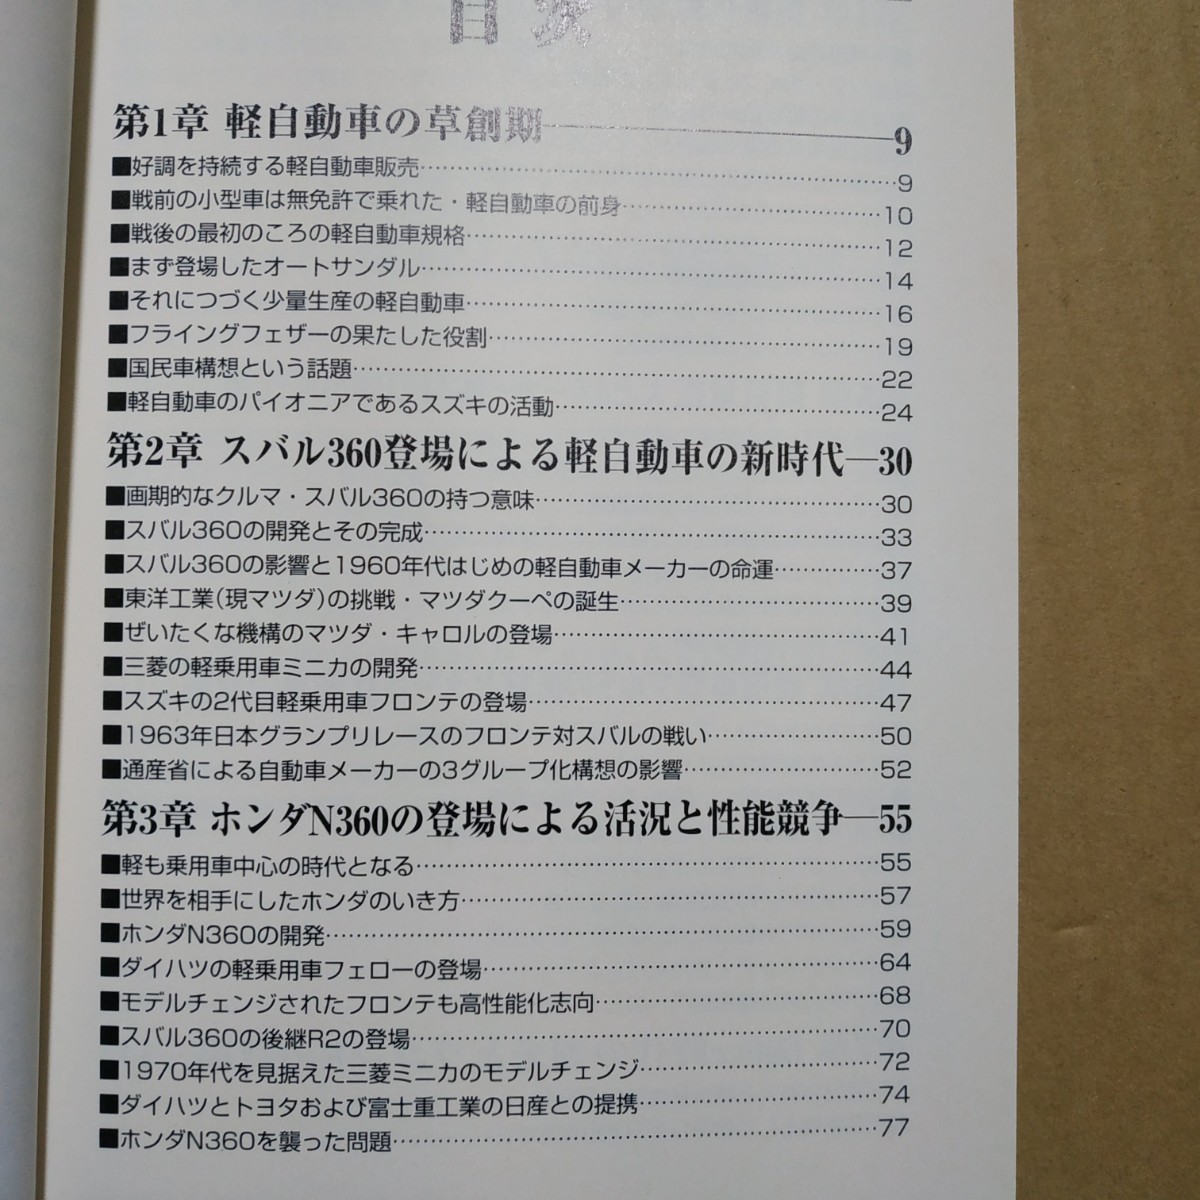 目次
第1章 軽自動車の草創期 9
■好調を持続する軽自動車販売 9
■戦前の小型車は無免許で乗れた・軽自動車の前身 10
■戦後の最初のころの軽自動車規格 12
■まず登場したオートサンダル 14
■それにつづく少量生産の軽自動車 16
■フライングフェザーの果たした役割 19
■国民車構想という話題 22
■軽自動車のパイオニアであるスズキの活動 24
第2章 スバル360登場による軽自動車の新時代 30
■画期的なクルマ・スバル360の持つ意味 30
■スバル360の開発とその完成 33
■スバル360の影響と1960年代はじめの軽自動車メーカーの命運 37
■東洋工業(現マツダ)の挑戦・マツダクーペの誕生 39
■ぜいたくな機構のマツダ・キャロルの登場 41
■三菱の軽乗用車ミニカの開発 44
■スズキの2代目軽乗用車フロンテの登場 47
■1963年日本グランプリレースのフロンテ対スバルの戦い 50
■通産省による自動車メーカーの3グループ化構想の影響 52
第3章 ホンダN360の登場による活況と性能競争 55
■軽も乗用車中心の時代となる 55
■世界を相手にしたホンダのいき方 57
■ホンダN360の開発 59
■ダイハツの軽乗用車フェローの登場 64
■モデルチェンジされたフロンテも高性能化志向 68
■スバル360の後継R2の登場 70
■1970年代を見据えた三菱ミニカのモデルチェンジ 72
■ダイハツとトヨタおよび富士重工業の日産との提携 74
■ホンダN360を襲った問題 77